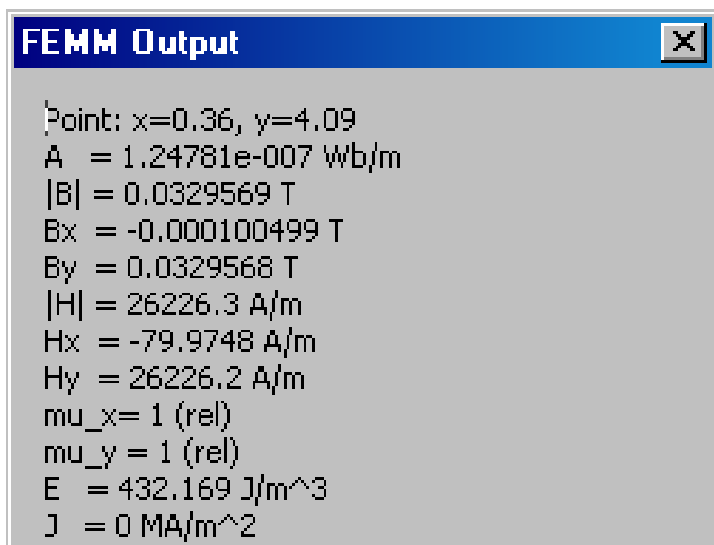 FEMM Output
Point: x=0.36, y=4.09
A = 1.24781e-007 Wb/m
|B| = 0.0329569 T
Bx = -0.000100499 T
By = 0.0329568 T
|H| = 26226.3 A/m
Hx = -79.9748 A/m
Hy = 26226.2 A/m
mu_x= 1 (rel)
mu_y = 1 (rel)
E = 432.169 J/m^3
J = 0 MA/m^2